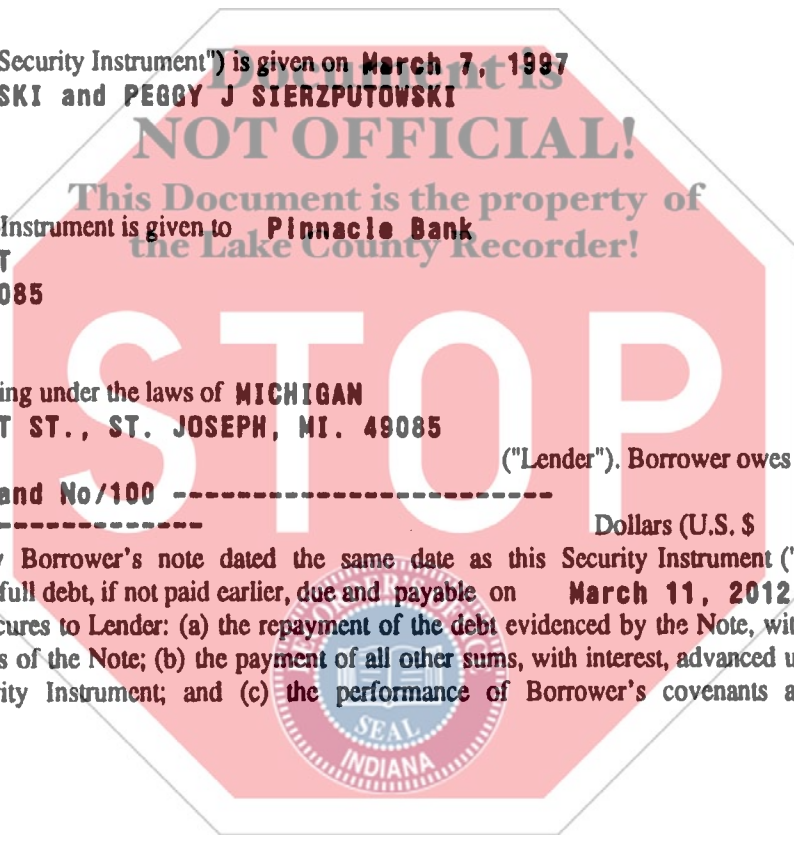 Security Instrument") is given on March 7, 1997
Document is
SKI and PEGGY J SIERZPUTOWSKI
NOT OFFICIAL!
This Document is the property of
Instrument is given to Pinnacle Bank
the Lake County Recorder!
T
085
STOP
ing under the laws of MICHIGAN
T ST., ST. JOSEPH, MI. 49085
("Lender"). Borrower owes
and No/100 --------------------------
-------------- Dollars (U.S. $
Borrower's note dated the same date as this Security Instrument ("
full debt, if not paid earlier, due and payable on March 11, 2012
cures to Lender: (a) the repayment of the debt evidenced by the Note, wit
s of the Note; (b) the payment of all other sums, with interest, advanced u
ity Instrument; and (c) the performance of Borrower's covenants a
SEAL
INDIANA